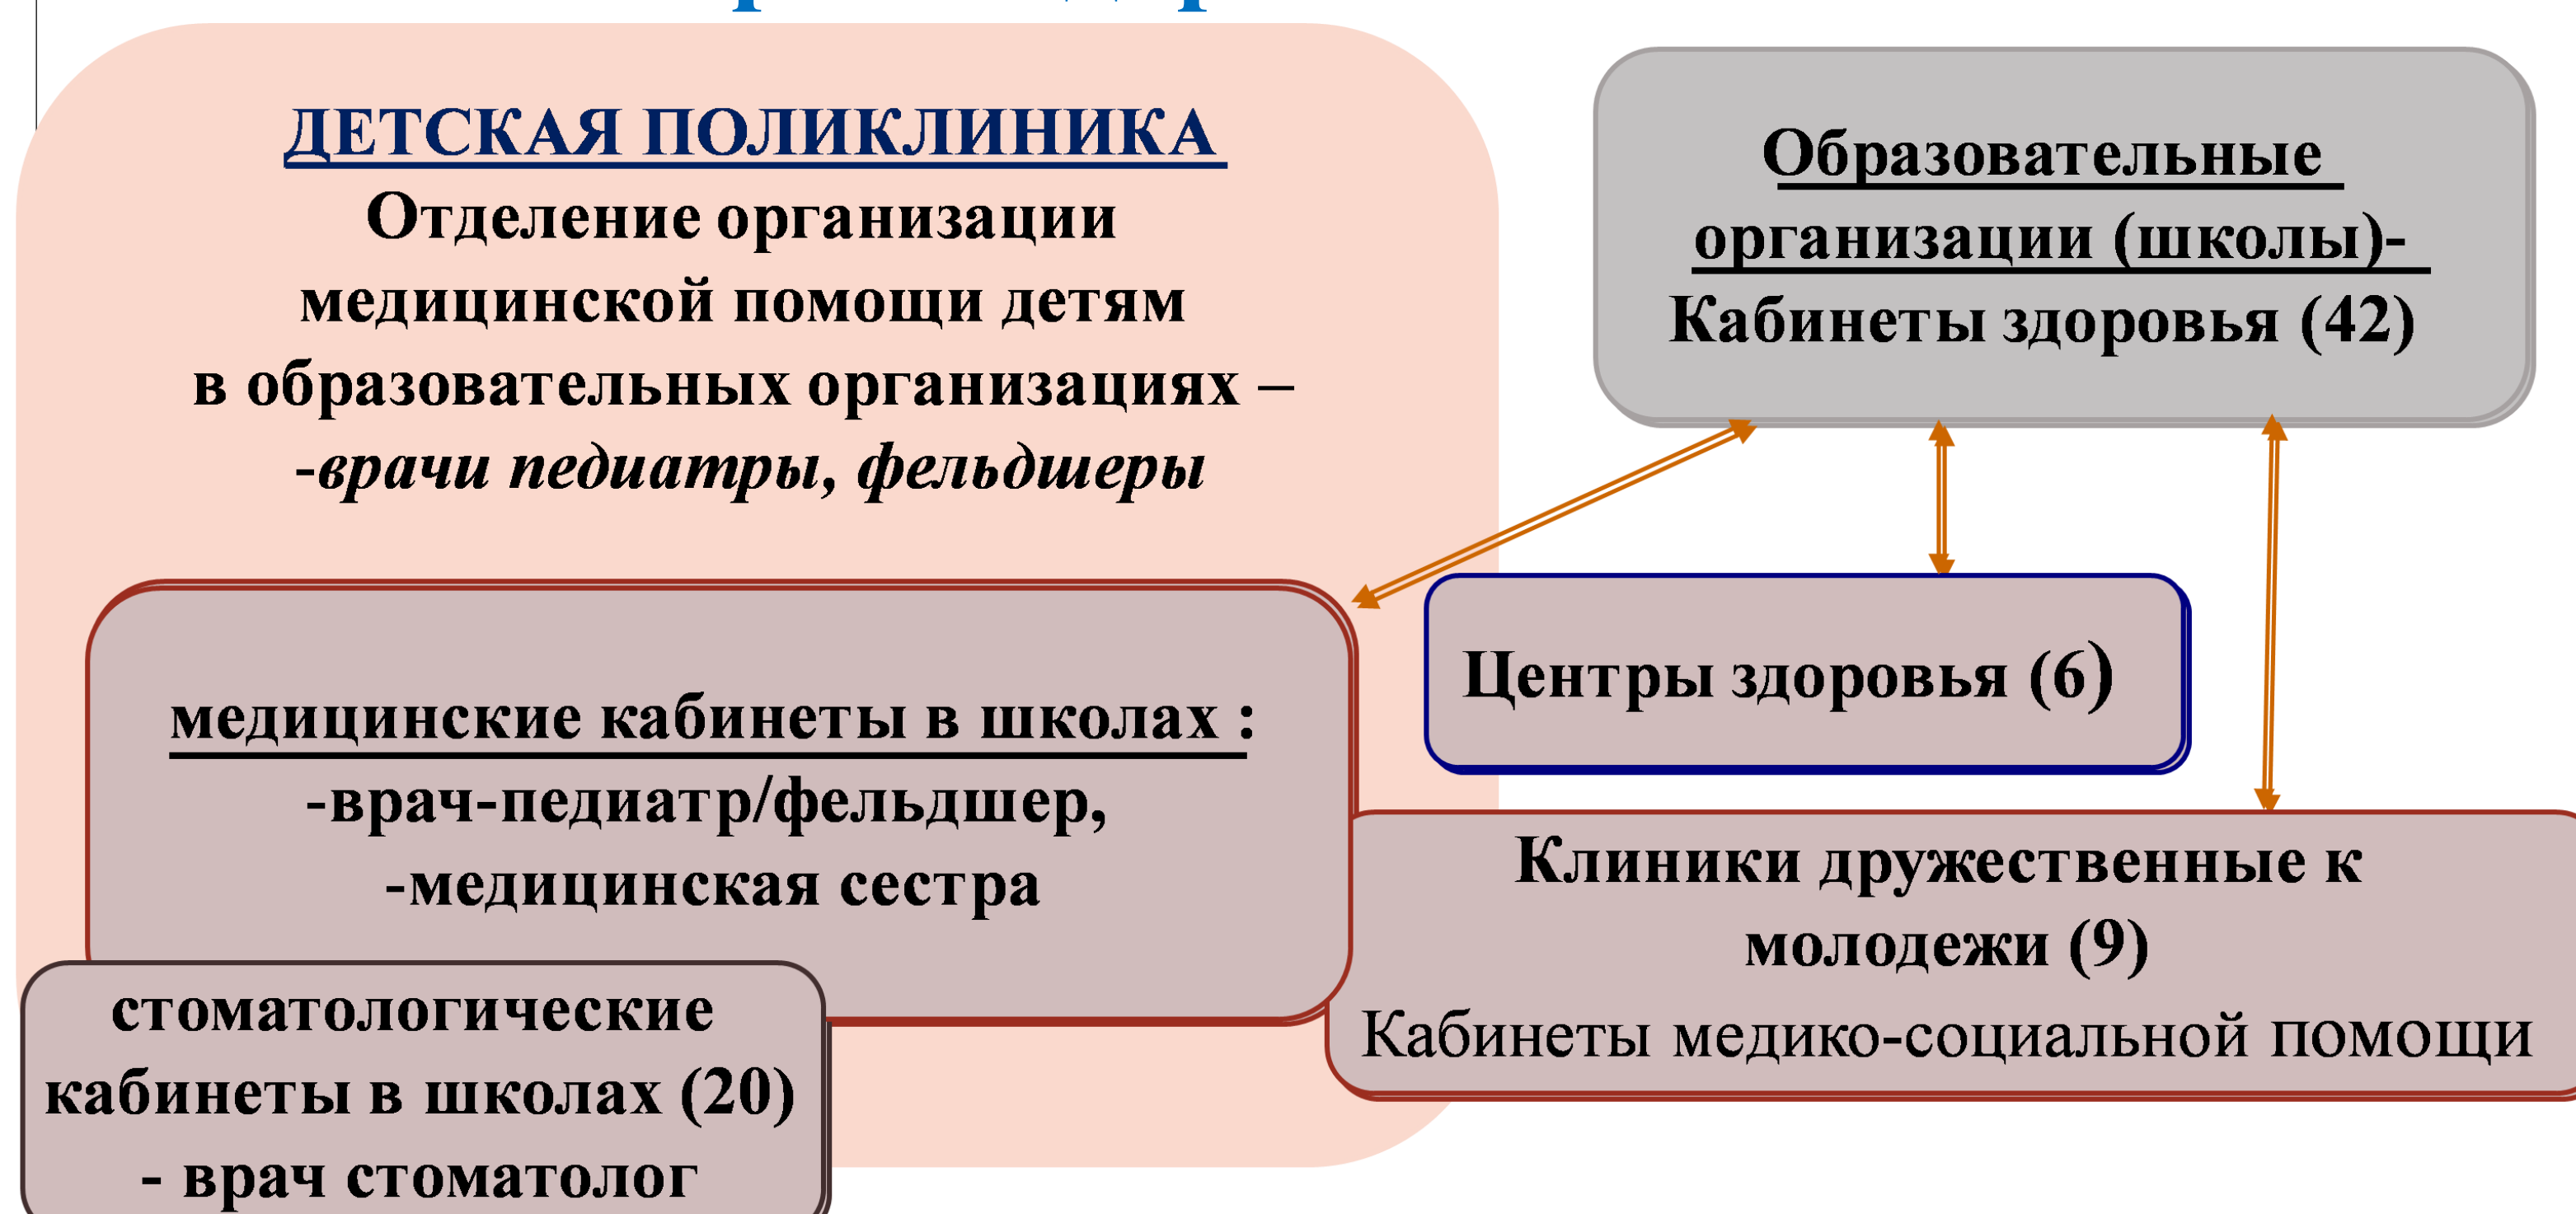 ДЕТСКАЯ ПОЛИКЛИНИКА
Отделение организации
медицинской помощи детям
в образовательных организациях –
-врачи педиатры, фельдшеры
Образовательные
организации (школы)-
Кабинеты здоровья (42)
медицинские кабинеты в школах :
-врач-педиатр/фельдшер,
-медицинская сестра
Центры здоровья (6)
Клиники дружественные к
молодежи (9)
Кабинеты медико-социальной помощи
стоматологические
кабинеты в школах (20)
- врач стоматолог